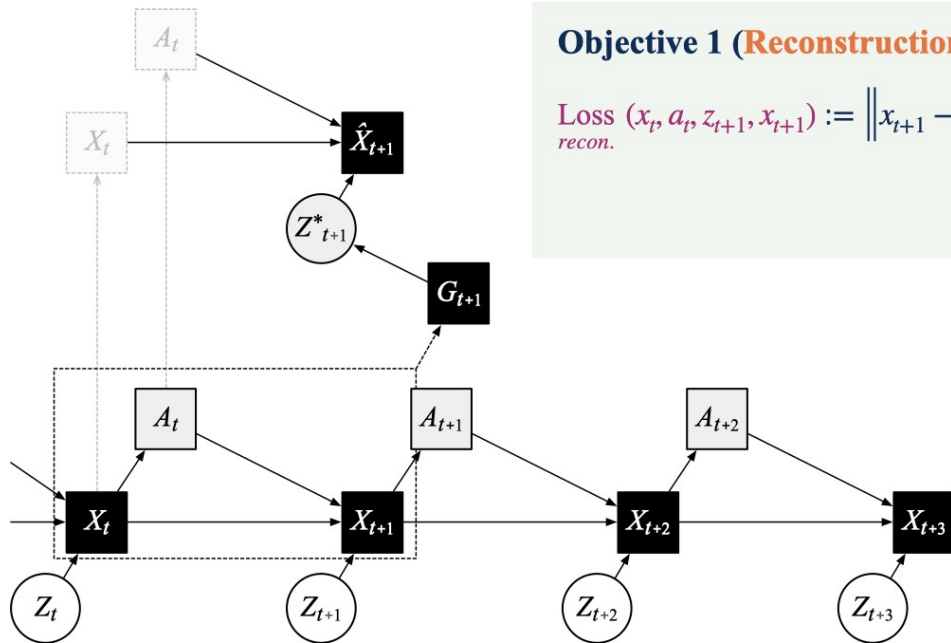 A_t
Objective 1 (Reconstruction
Loss (x_t, a_t, z_{t+1}, x_{t+1}) := ‖x_{t+1} −
recon.
X_t
X̂_{t+1}
Z*_{t+1}
G_{t+1}
A_t
A_{t+1}
A_{t+2}
X_t
X_{t+1}
X_{t+2}
X_{t+3}
Z_t
Z_{t+1}
Z_{t+2}
Z_{t+3}